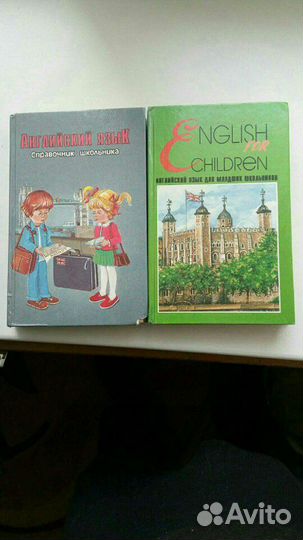 Английский язык
Справочник школьника
ENGLISH
FOR
CHILDREN
АНГЛИЙСКИЙ ЯЗЫК ДЛЯ МЛАДШИХ ШКОЛЬНИКОВ
Avito